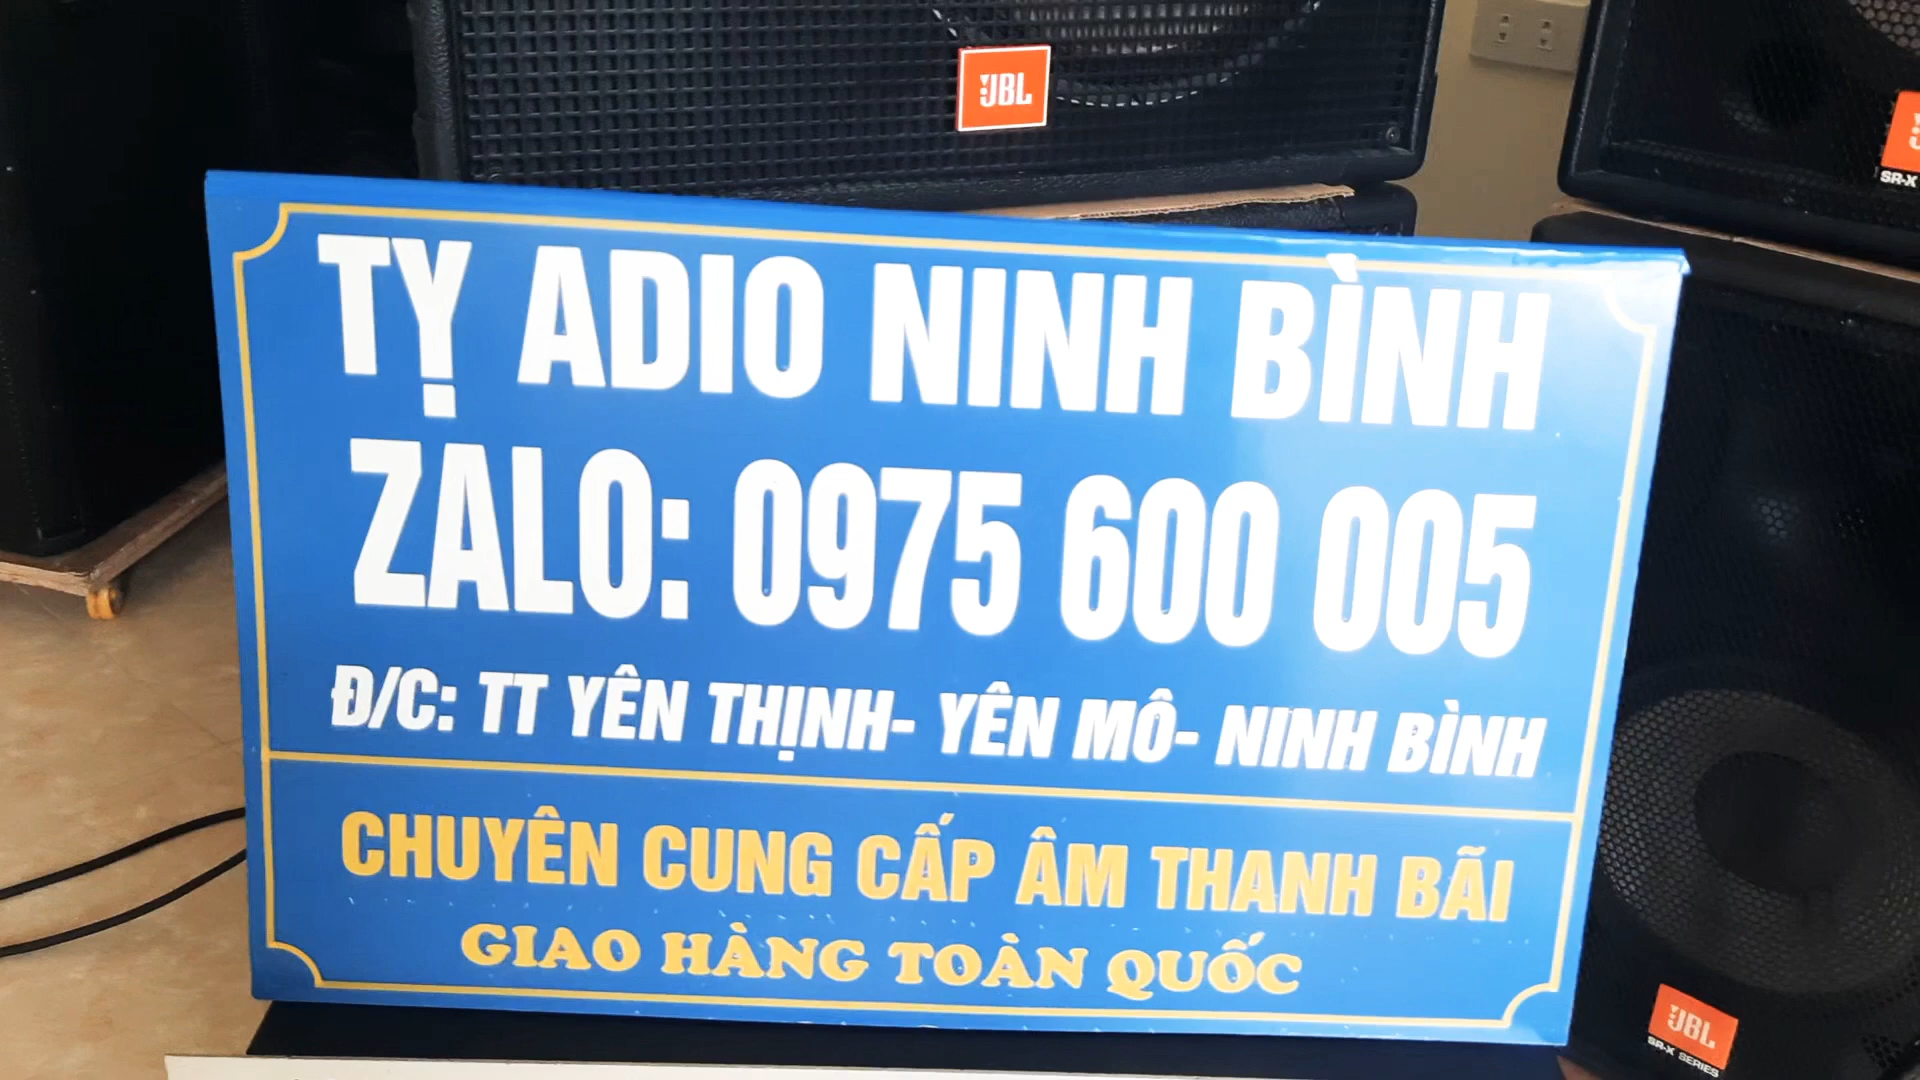 JBL
SR-X
TỴ ADIO NINH BÌNH
ZALO: 0975 600 005
Đ/C: TT YÊN THỊNH- YÊN MÔ- NINH BÌNH
CHUYÊN CUNG CẤP ÂM THANH BÃI
GIAO HÀNG TOÀN QUỐC
JBL
SR-X SERIES